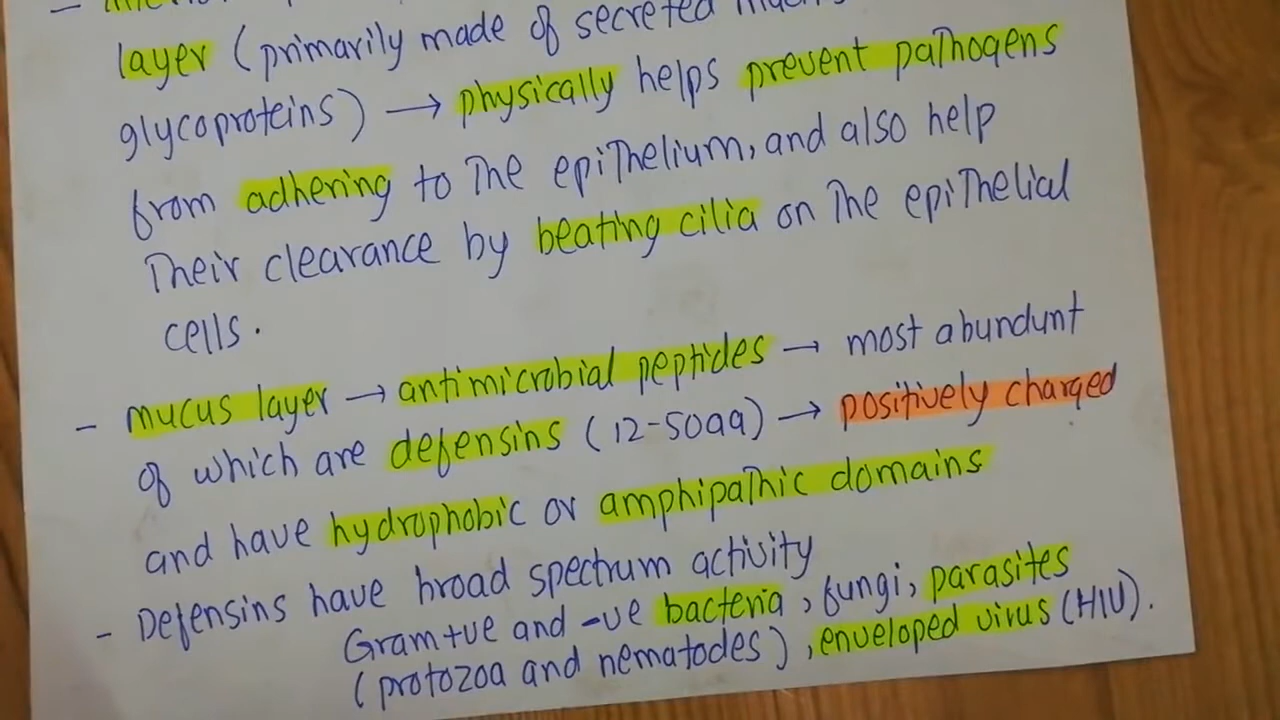 layer (primarily made of secreted
glycoproteins) → physically helps prevent pathogens
from adhering to the epithelium, and also help
Their clearance by beating cilia on the epithelial
cells.
- mucus layer → antimicrobial peptides → most abundunt
of which are defensins (12-50aa) → positively charged
and have hydrophobic or amphipathic domains
- Defensins have broad spectrum activity
Gram +ve and -ve bacteria, fungi, parasites
(protozoa and nematodes), enveloped virus (HIV).